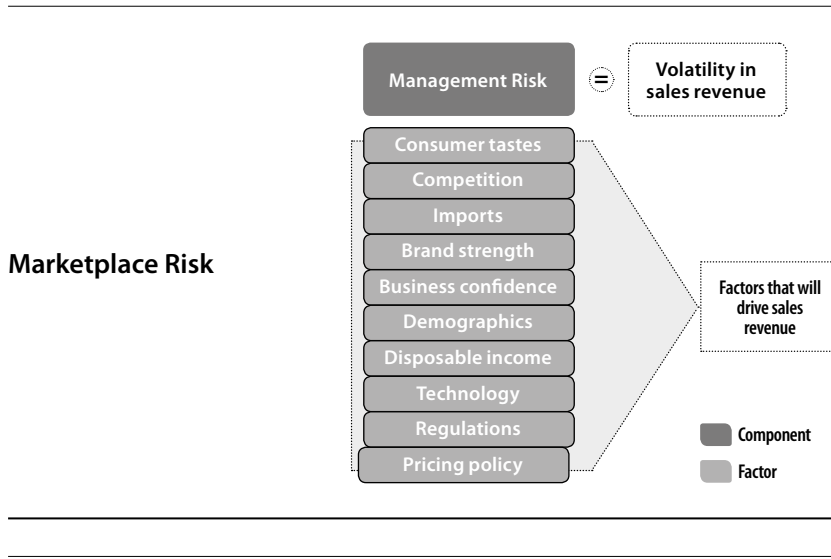 Management Risk
=
Volatility in
sales revenue
Consumer tastes
Competition
Imports
Brand strength
Marketplace Risk
Business confidence
Factors that will
drive sales
revenue
Demographics
Disposable income
Technology
Regulations
Component
Pricing policy
Factor